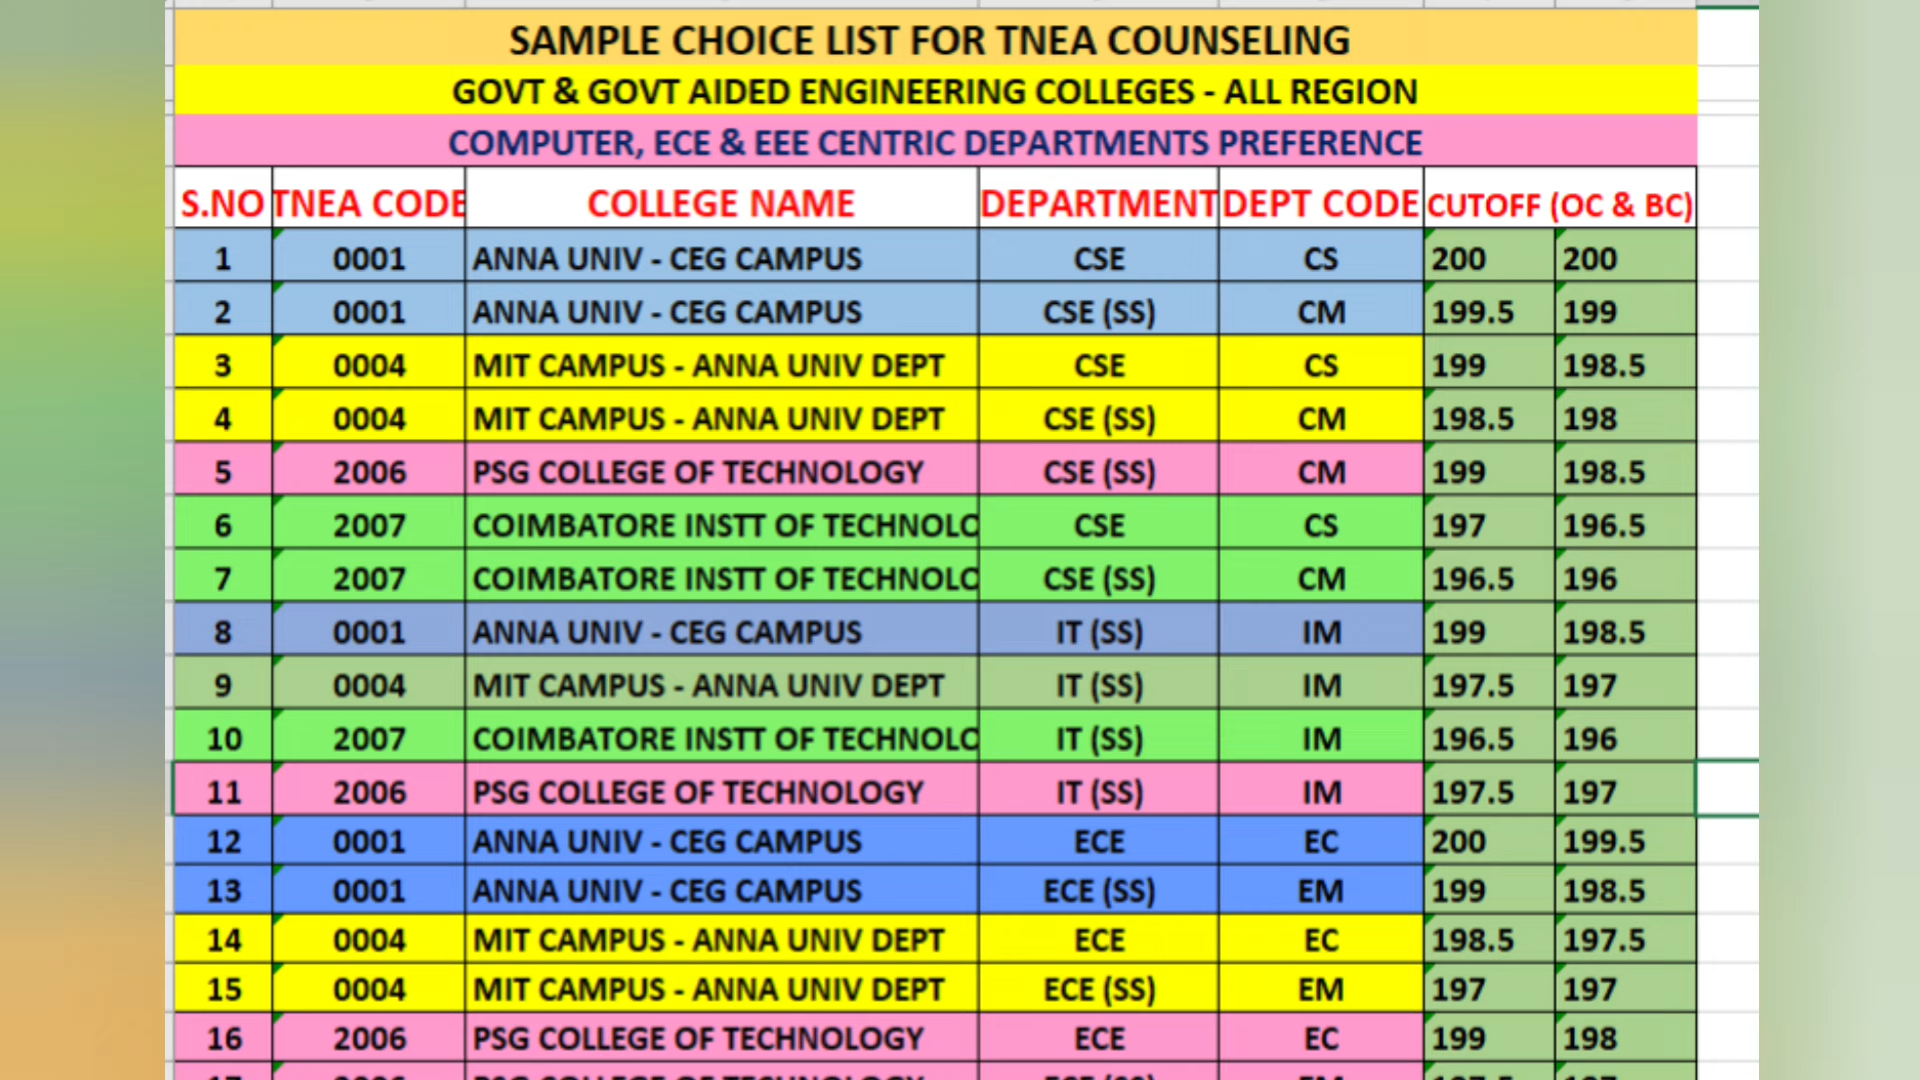 SAMPLE CHOICE LIST FOR TNEA COUNSELING
GOVT & GOVT AIDED ENGINEERING COLLEGES - ALL REGION
COMPUTER, ECE & EEE CENTRIC DEPARTMENTS PREFERENCE
S.NO TNEA CODE COLLEGE NAME DEPARTMENT DEPT CODE CUTOFF (OC & BC)
1 0001 ANNA UNIV - CEG CAMPUS CSE CS 200 200
2 0001 ANNA UNIV - CEG CAMPUS CSE (SS) CM 199.5 199
3 0004 MIT CAMPUS - ANNA UNIV DEPT CSE CS 199 198.5
4 0004 MIT CAMPUS - ANNA UNIV DEPT CSE (SS) CM 198.5 198
5 2006 PSG COLLEGE OF TECHNOLOGY CSE (SS) CM 199 198.5
6 2007 COIMBATORE INSTT OF TECHNOLO CSE CS 197 196.5
7 2007 COIMBATORE INSTT OF TECHNOLO CSE (SS) CM 196.5 196
8 0001 ANNA UNIV - CEG CAMPUS IT (SS) IM 199 198.5
9 0004 MIT CAMPUS - ANNA UNIV DEPT IT (SS) IM 197.5 197
10 2007 COIMBATORE INSTT OF TECHNOLO IT (SS) IM 196.5 196
11 2006 PSG COLLEGE OF TECHNOLOGY IT (SS) IM 197.5 197
12 0001 ANNA UNIV - CEG CAMPUS ECE EC 200 199.5
13 0001 ANNA UNIV - CEG CAMPUS ECE (SS) EM 199 198.5
14 0004 MIT CAMPUS - ANNA UNIV DEPT ECE EC 198.5 197.5
15 0004 MIT CAMPUS - ANNA UNIV DEPT ECE (SS) EM 197 197
16 2006 PSG COLLEGE OF TECHNOLOGY ECE EC 199 198